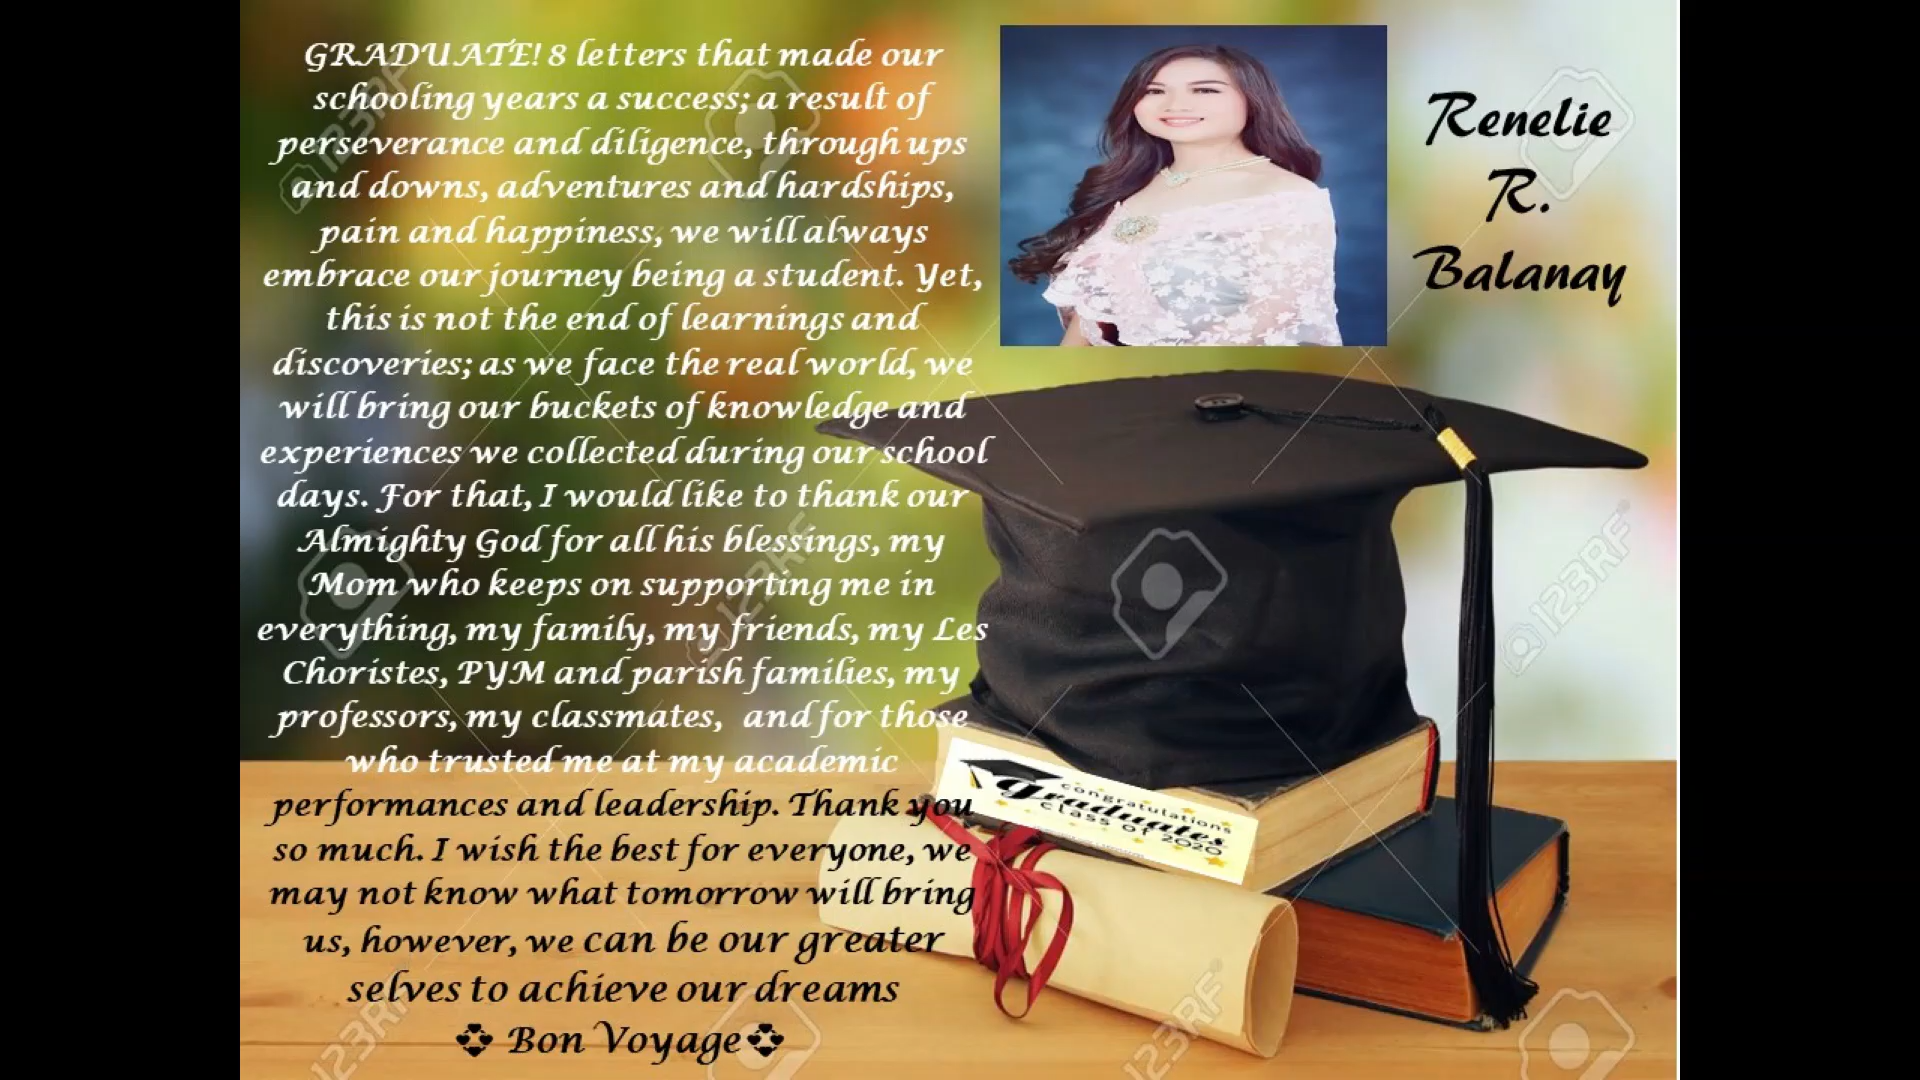 GRADUATE! 8 letters that made our
schooling years a success; a result of
perseverance and diligence, through ups
and downs, adventures and hardships,
pain and happiness, we will always
embrace our journey being a student. Yet,
this is not the end of learnings and
discoveries; as we face the real world, we
will bring our buckets of knowledge and
experiences we collected during our school
days. For that, I would like to thank our
Almighty God for all his blessings, my
Mom who keeps on supporting me in
everything, my family, my friends, my Les
Choristes, PYM and parish families, my
professors, my classmates, and for those
who trusted me at my academic
performances and leadership. Thank you
so much. I wish the best for everyone, we
may not know what tomorrow will bring
us, however, we can be our greater
selves to achieve our dreams
Bon Voyage
Renelie
R.
Balanay
congratulations
Graduates
class of 2020
123RF
123RF
123RF
123RF
123RF
123RF